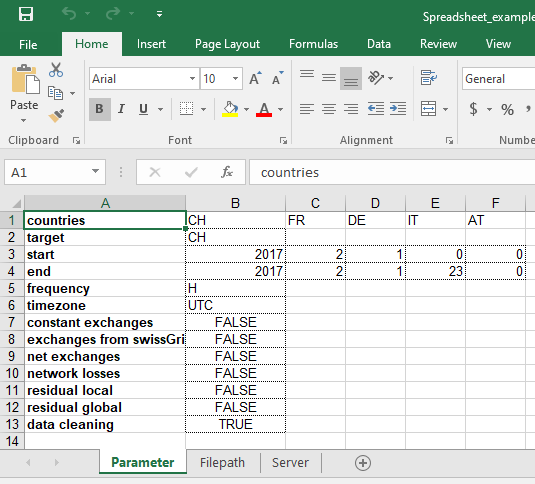 Spreadsheet_example
File Home Insert Page Layout Formulas Data Review View
Arial 10 A A General
Paste B I U A $ % ,
Clipboard Font Alignment Numbe
A1 fx countries
A B C D E F
1 countries CH FR DE IT AT
2 target CH
3 start 2017 2 1 0 0
4 end 2017 2 1 23 0
5 frequency H
6 timezone UTC
7 constant exchanges FALSE
8 exchanges from swissGri FALSE
9 net exchanges FALSE
10 network losses FALSE
11 residual local FALSE
12 residual global FALSE
13 data cleaning TRUE
14
Parameter Filepath Server